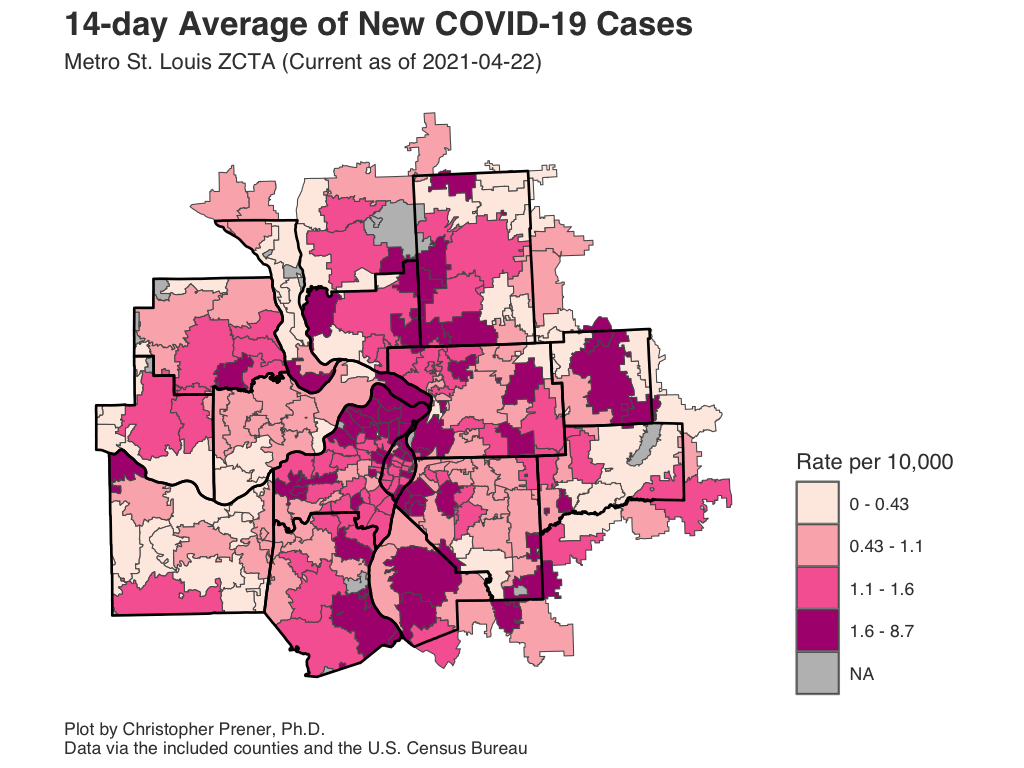 14-day Average of New COVID-19 Cases
Metro St. Louis ZCTA (Current as of 2021-04-22)
Rate per 10,000
0 - 0.43
0.43 - 1.1
1.1 - 1.6
1.6 - 8.7
NA
Plot by Christopher Prener, Ph.D.
Data via the included counties and the U.S. Census Bureau